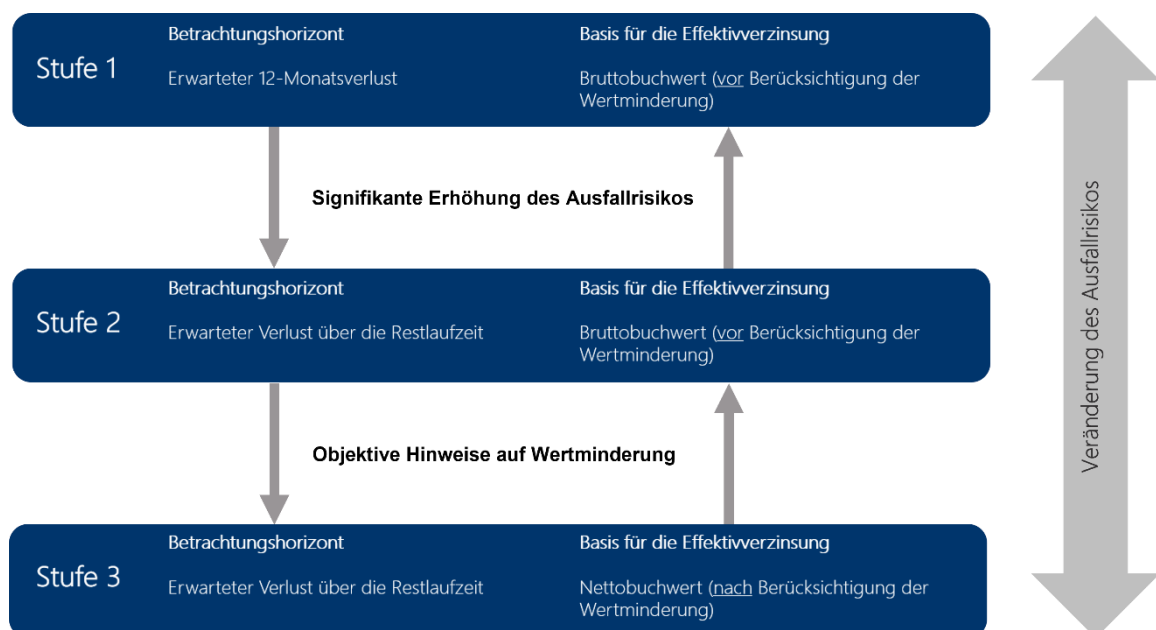 Stufe 1
Betrachtungshorizont
Erwarteter 12-Monatsverlust
Basis für die Effektivverzinsung
Bruttobuchwert (vor Berücksichtigung der
Wertminderung)
Signifikante Erhöhung des Ausfallrisikos
Stufe 2
Betrachtungshorizont
Erwarteter Verlust über die Restlaufzeit
Basis für die Effektivverzinsung
Bruttobuchwert (vor Berücksichtigung der
Wertminderung)
Objektive Hinweise auf Wertminderung
Stufe 3
Betrachtungshorizont
Erwarteter Verlust über die Restlaufzeit
Basis für die Effektivverzinsung
Nettobuchwert (nach Berücksichtigung der
Wertminderung)
Veränderung des Ausfallrisikos